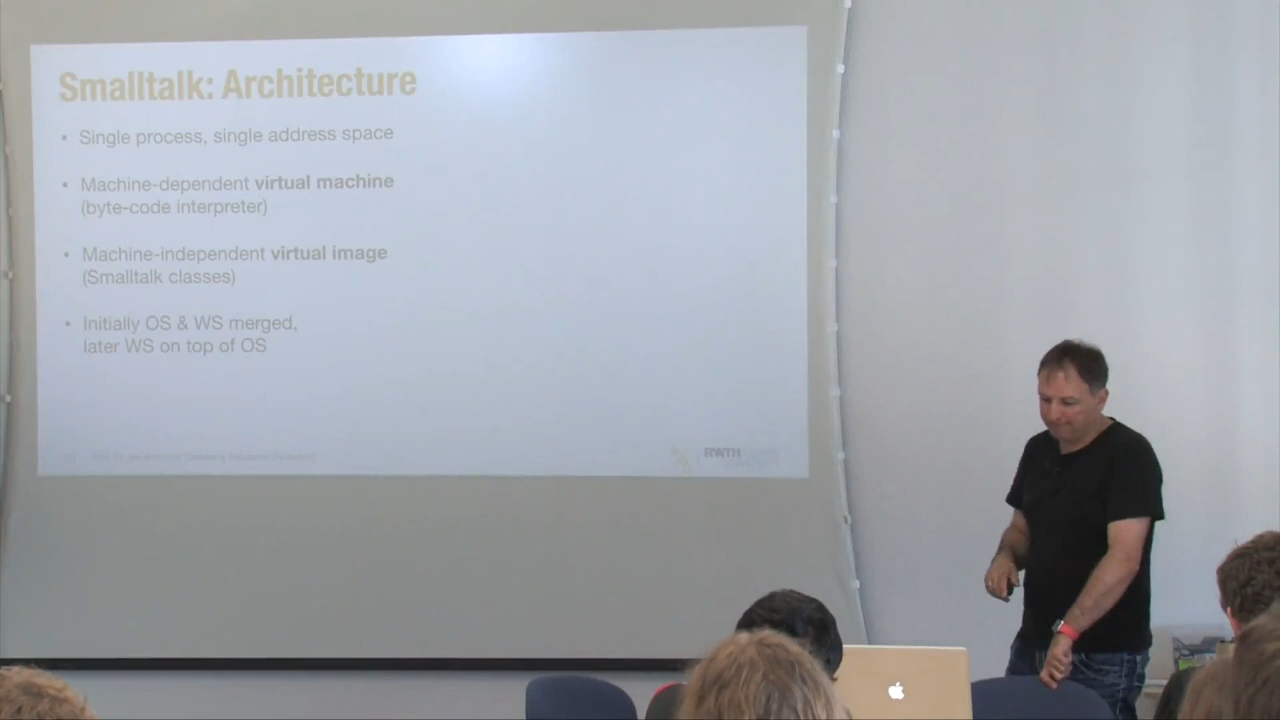 Smalltalk: Architecture
• Single process, single address space
• Machine-dependent virtual machine
(byte-code interpreter)
• Machine-independent virtual image
(Smalltalk classes)
• Initially OS & WS merged,
later WS on top of OS
RWTH